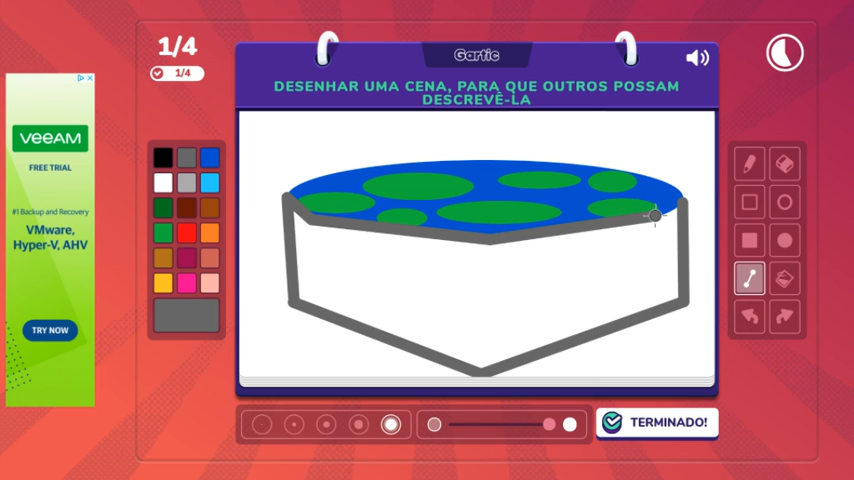 1/4
1/4
Gartic
DESENHAR UMA CENA, PARA QUE OUTROS POSSAM
DESCREVÊ-LA
VEEAM
FREE TRIAL
#1 Backup and Recovery
VMware,
Hyper-V, AHV
TRY NOW
TERMINADO!